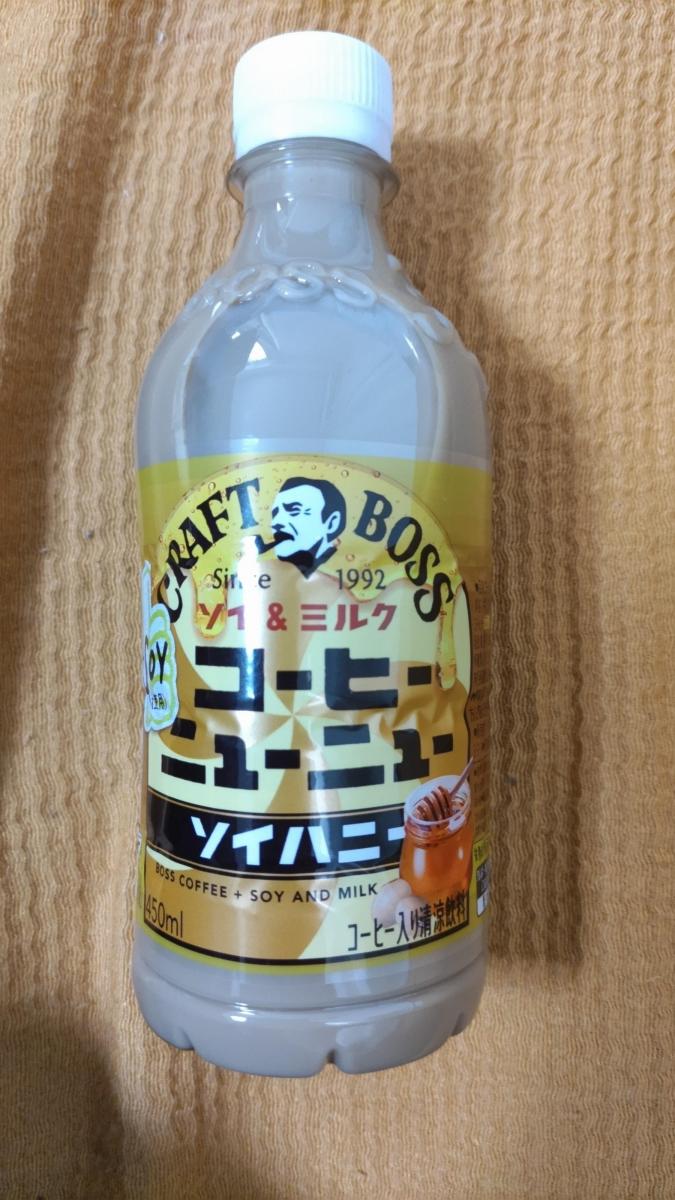 CRAFT BOSS
Since 1992
ソイ&ミルク
コーヒー
ニューニュー
ソイハニー
BOSS COFFEE + SOY AND MILK
450ml
コーヒー入り清涼飲料